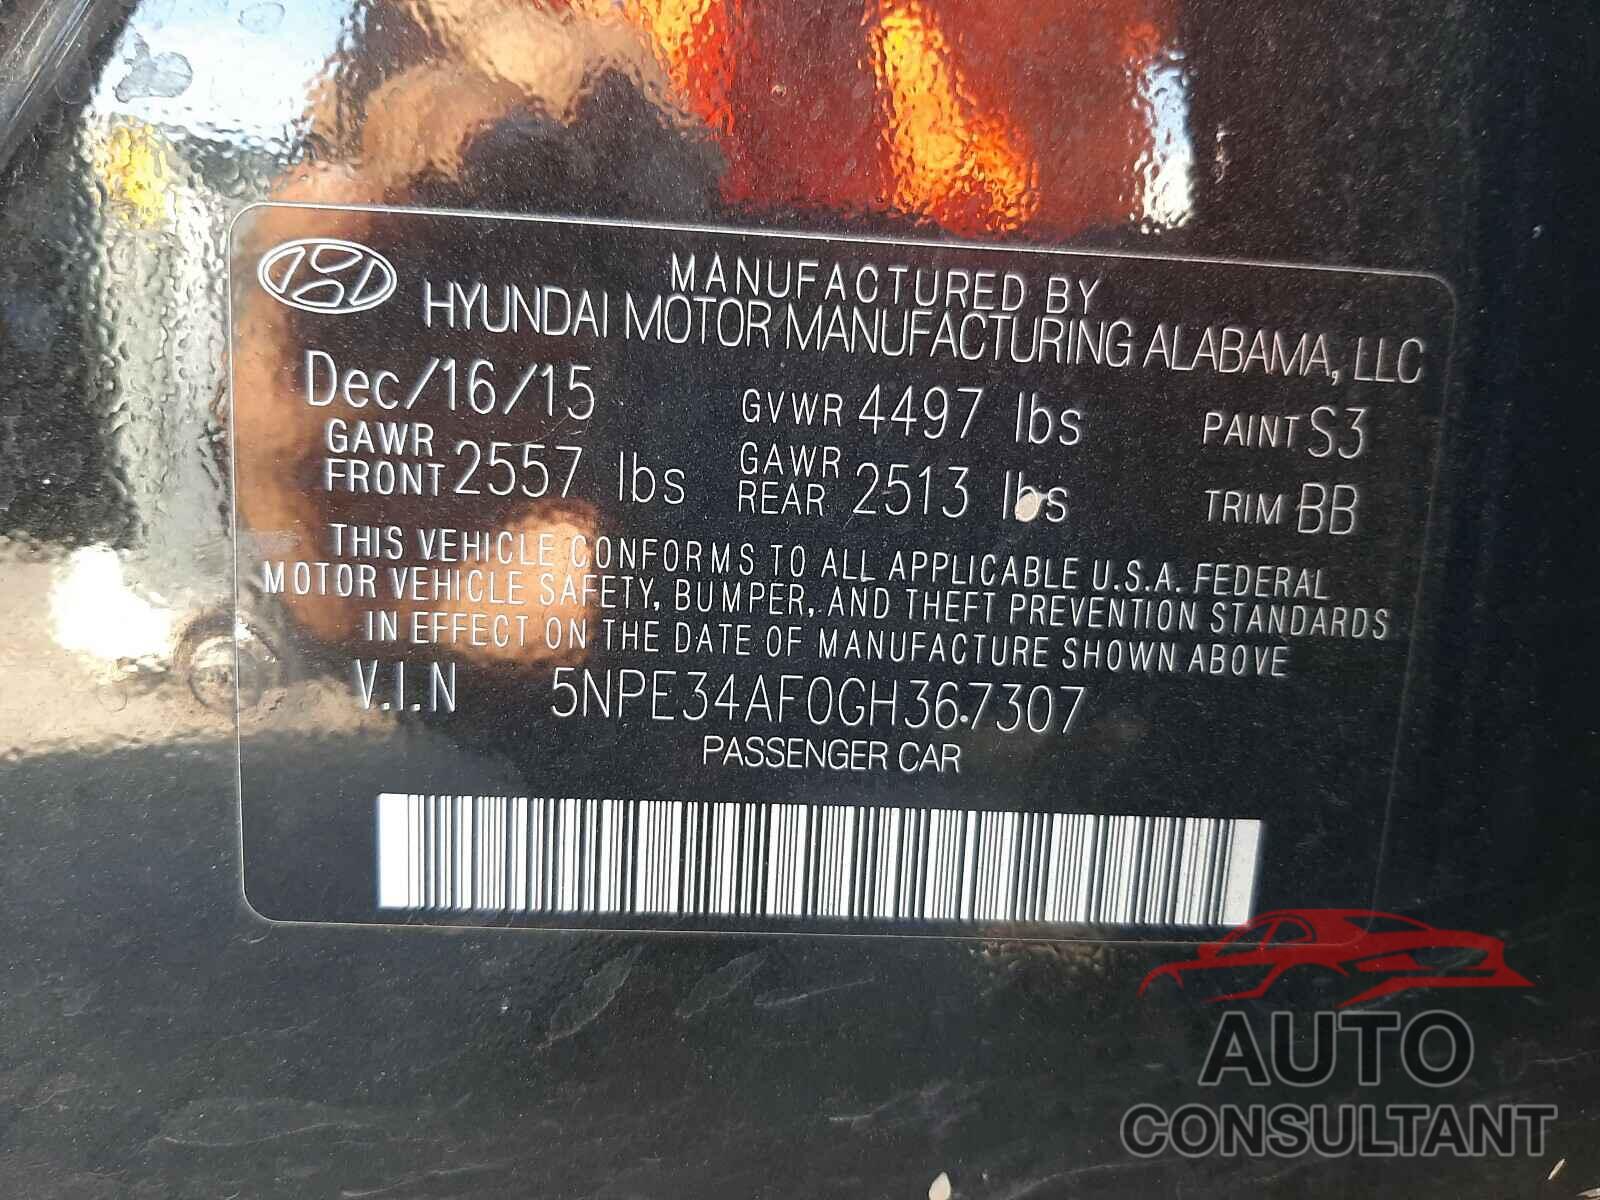 MANUFACTURED BY
HYUNDAI MOTOR MANUFACTURING ALABAMA, LLC
Dec/16/15 GVWR 4497 lbs PAINT S3
GAWR FRONT 2557 lbs GAWR REAR 2513 lbs TRIM BB
THIS VEHICLE CONFORMS TO ALL APPLICABLE U.S.A. FEDERAL
MOTOR VEHICLE SAFETY, BUMPER, AND THEFT PREVENTION STANDARDS
IN EFFECT ON THE DATE OF MANUFACTURE SHOWN ABOVE
V.I.N 5NPE34AF0GH367307
PASSENGER CAR
AUTO
CONSULTANT